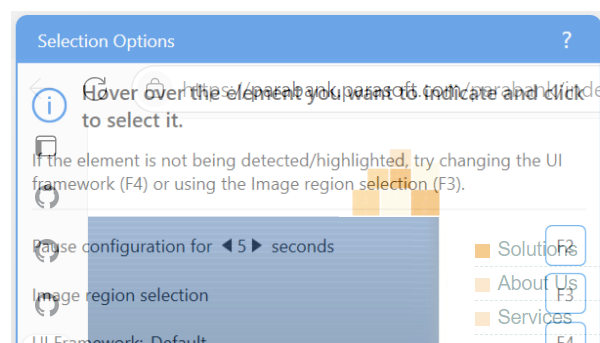 Selection Options ?
https://parabank.parasoft.com/parabank/inde
Hover over the element you want to indicate and click
to select it.
If the element is not being detected/highlighted, try changing the UI
framework (F4) or using the Image region selection (F3).
Pause configuration for 5 seconds F2
Solutions
Image region selection F3
About Us
Services
UI Framework: Default F4